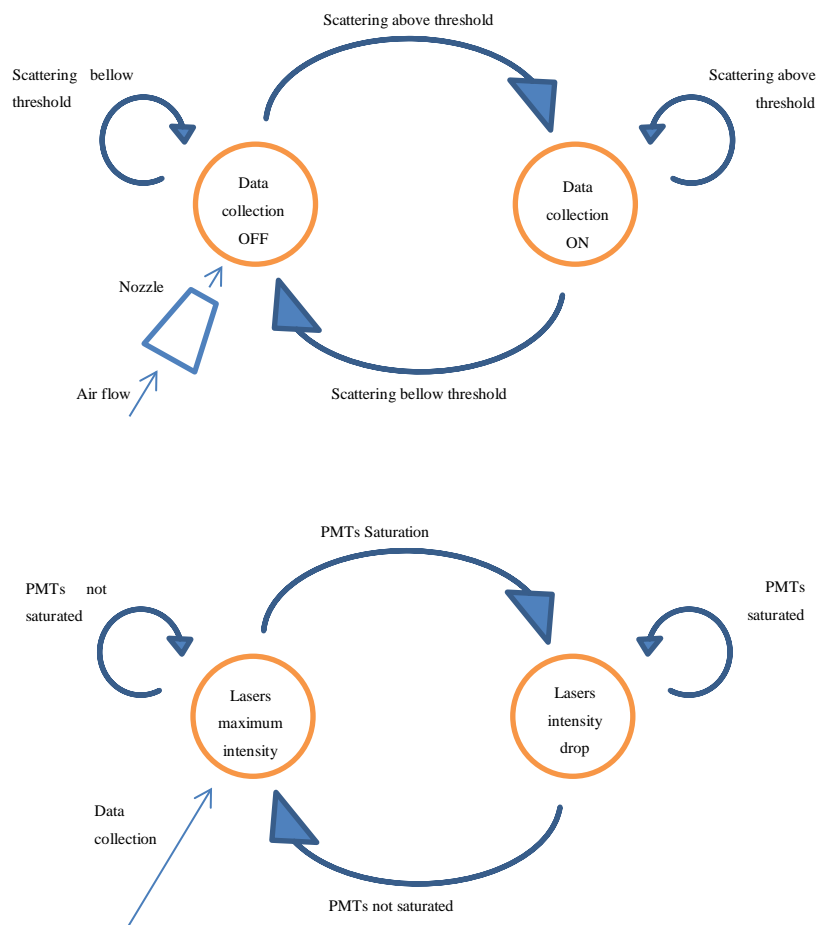 Scattering above threshold
Scattering bellow
threshold
Scattering above
threshold
Data
collection
OFF
Data
collection
ON
Nozzle
Air flow
Scattering bellow threshold
PMTs Saturation
PMTs not
saturated
PMTs
saturated
Lasers
maximum
intensity
Lasers
intensity
drop
Data
collection
PMTs not saturated